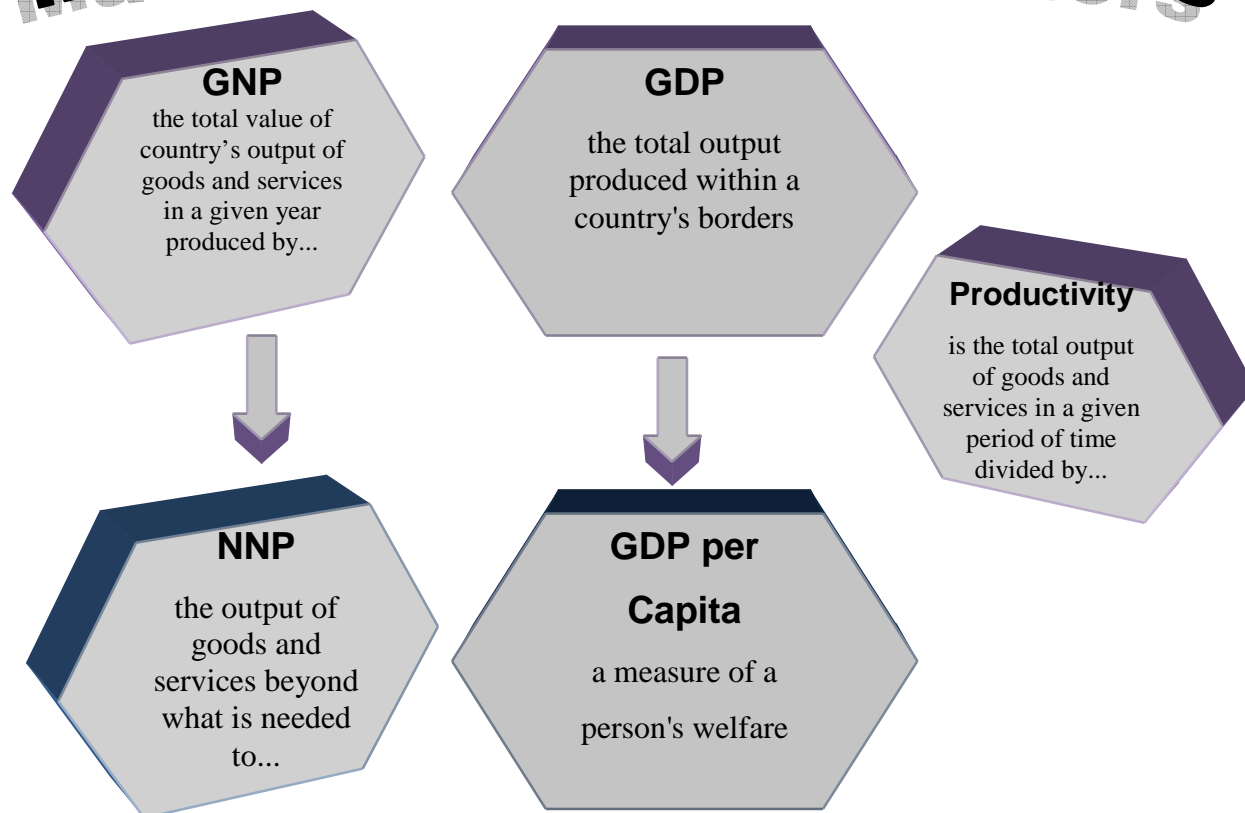 GNP
the total value of
country’s output of
goods and services
in a given year
produced by...
GDP
the total output
produced within a
country's borders
Productivity
is the total output
of goods and
services in a given
period of time
divided by...
NNP
the output of
goods and
services beyond
what is needed
to...
GDP per
Capita
a measure of a
person's welfare